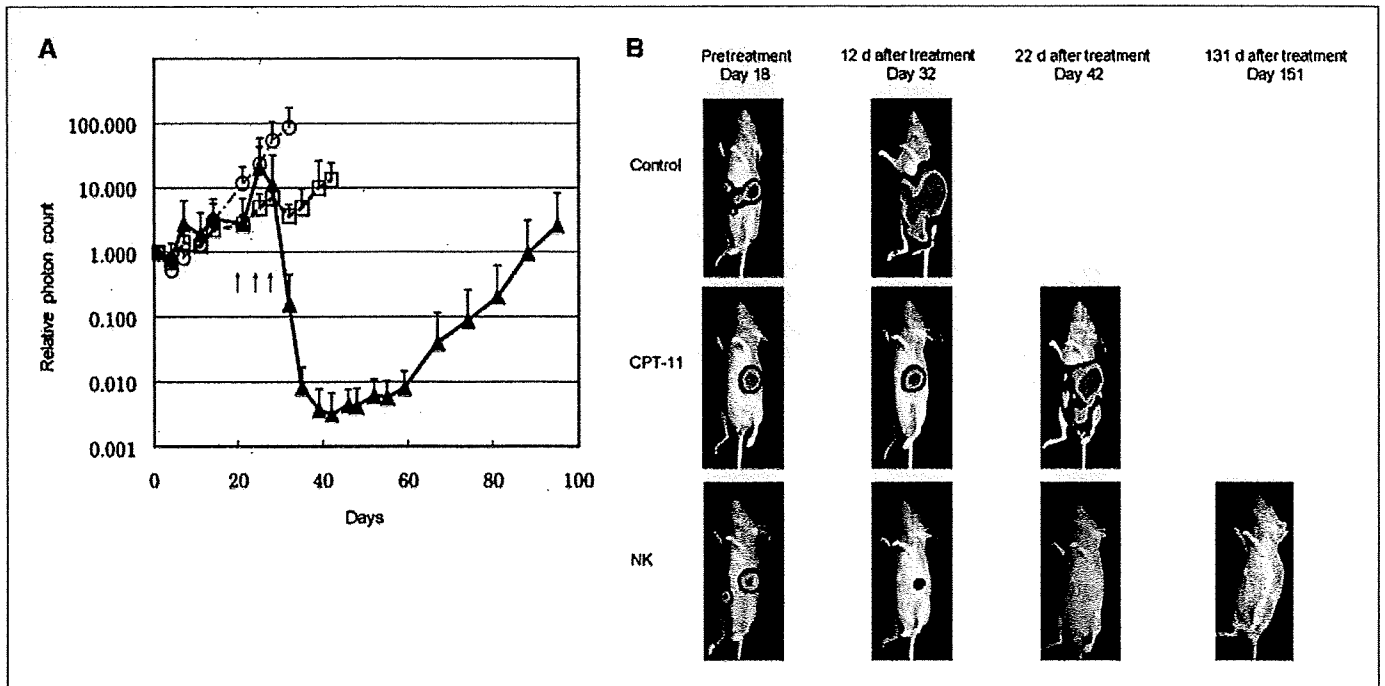 A
100.000
10.000
1.000
0.100
0.010
0.001
Relative photon count
0
20
40
60
80
100
Days
B
Pretreatment
Day 18
12 d after treatment
Day 32
22 d after treatment
Day 42
131 d after treatment
Day 151
Control
CPT-11
NK